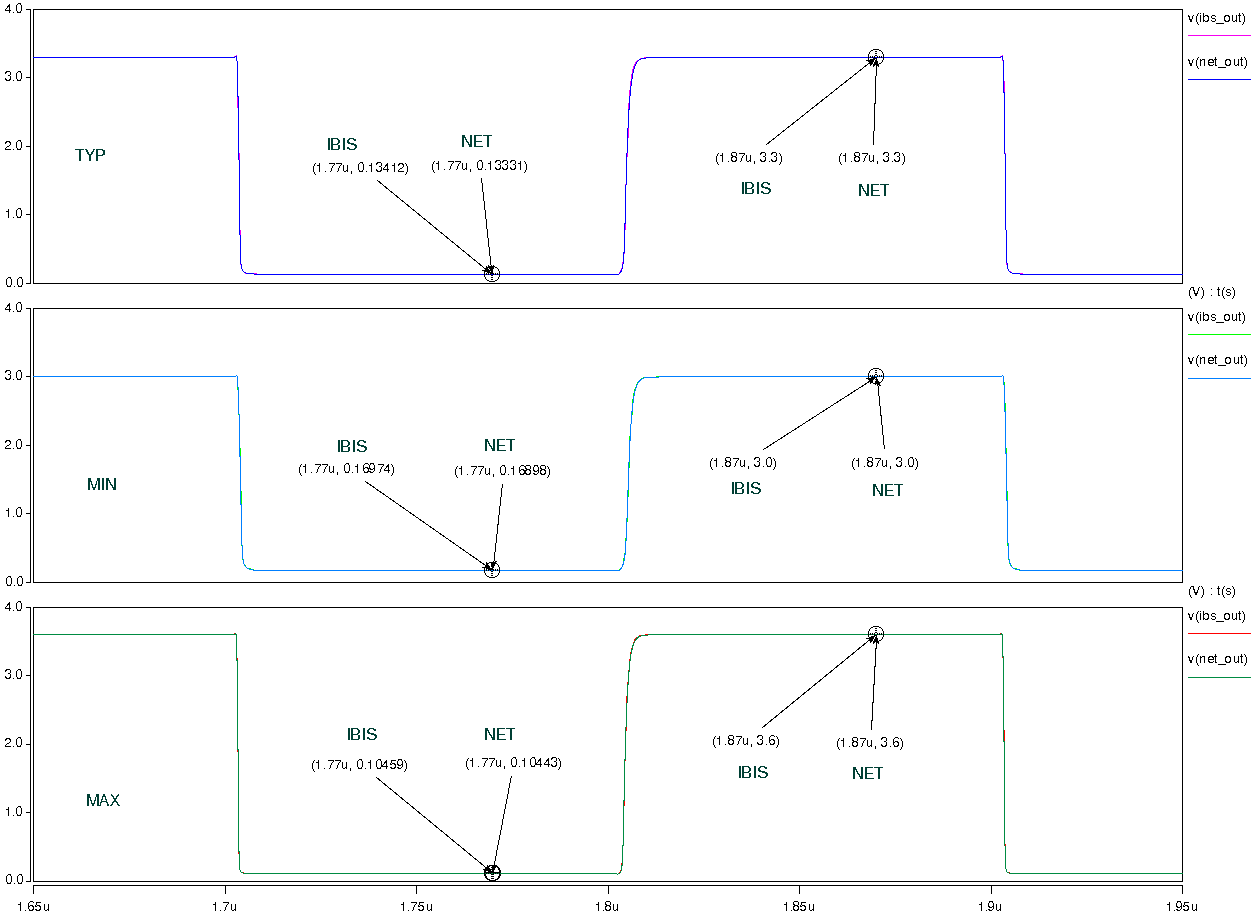 4.0
v(ibs_out)
v(net_out)
3.0
IBIS
NET
TYP
2.0
(1.77u, 0.13412)
(1.77u, 0.13331)
(1.87u, 3.3)
(1.87u, 3.3)
IBIS
NET
1.0
0.0
(V) : t(s)
4.0
v(ibs_out)
v(net_out)
3.0
IBIS
NET
2.0
(1.77u, 0.16974)
(1.77u, 0.16898)
(1.87u, 3.0)
(1.87u, 3.0)
MIN
IBIS
NET
1.0
0.0
(V) : t(s)
4.0
v(ibs_out)
v(net_out)
3.0
IBIS
NET
2.0
(1.77u, 0.10459)
(1.77u, 0.10443)
(1.87u, 3.6)
(1.87u, 3.6)
IBIS
NET
MAX
1.0
0.0
1.65u
1.7u
1.75u
1.8u
1.85u
1.9u
1.95u